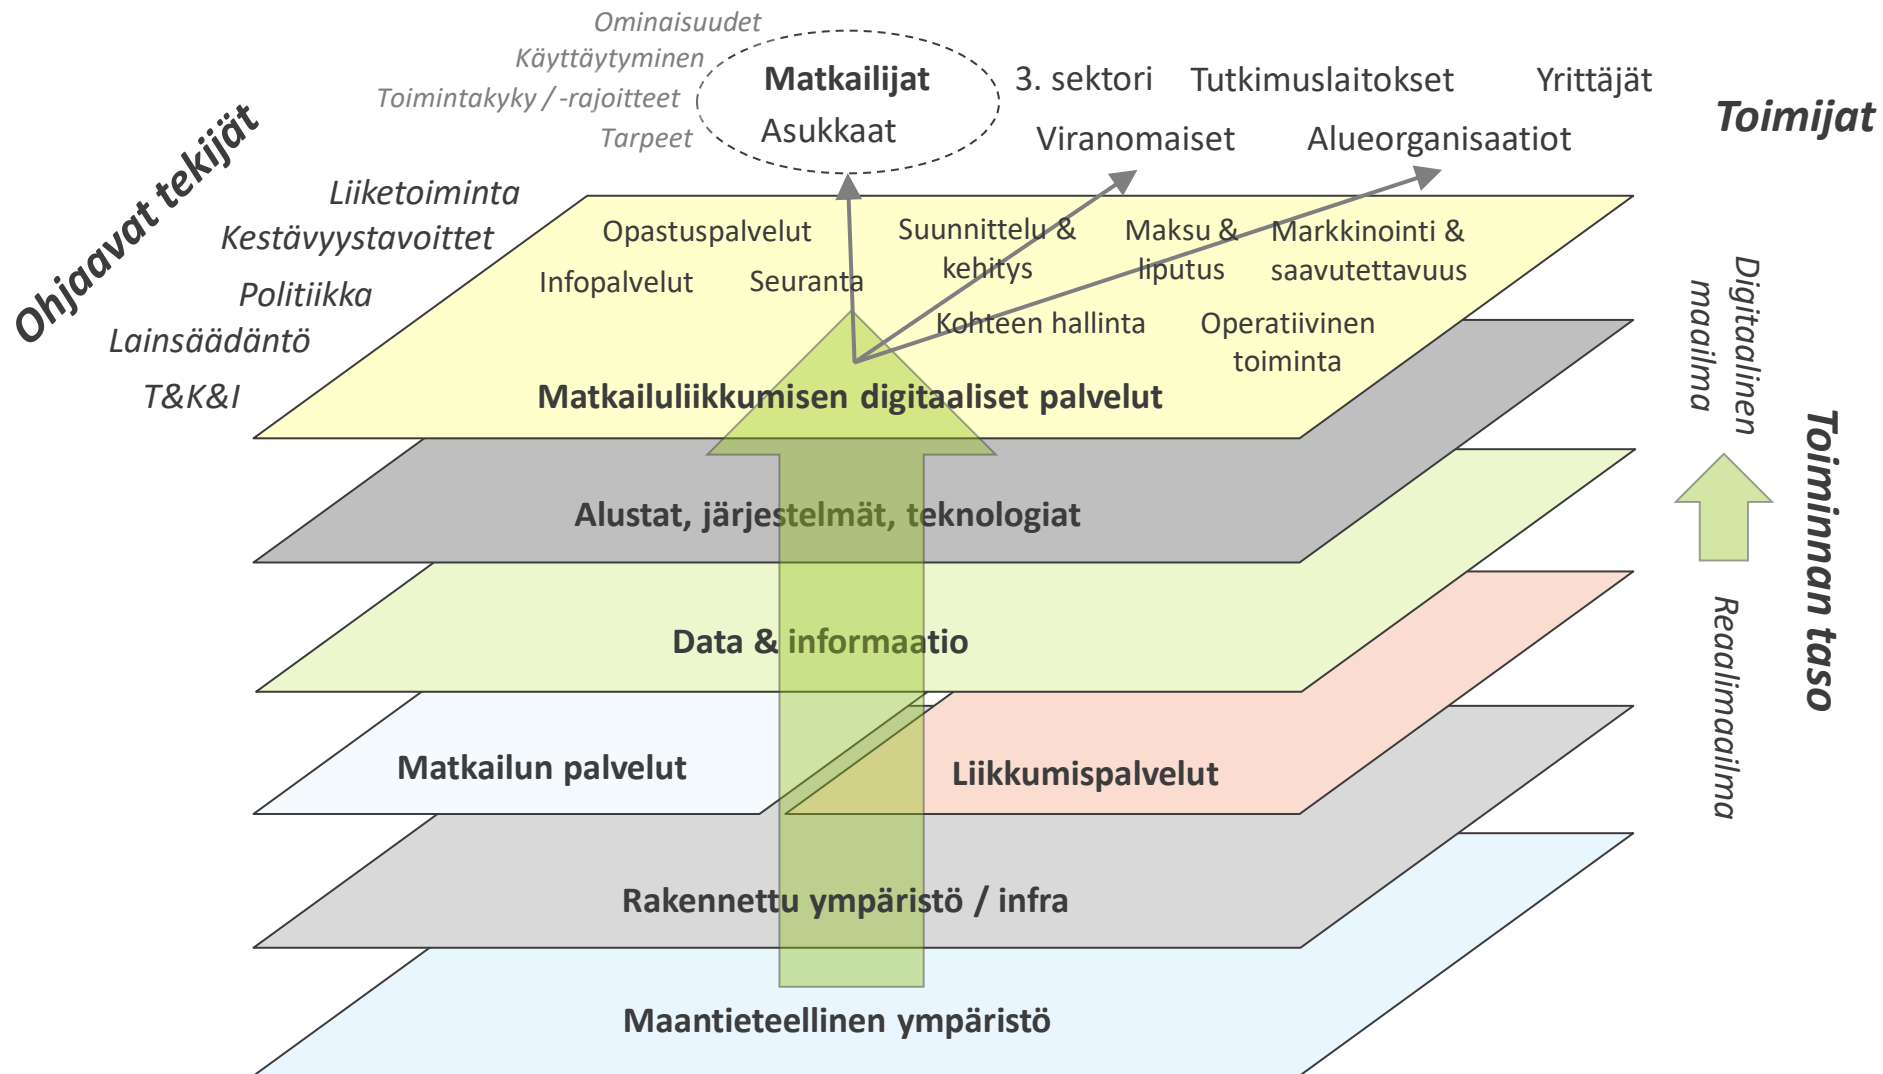 Ominaisuudet
Käyttäytyminen
Toimintakyky / -rajoitteet
Tarpeet
Matkailijat
Asukkaat
3. sektori
Tutkimuslaitokset
Yrittäjät
Viranomaiset
Alueorganisaatiot
Toimijat
Ohjaavat tekijät
Liiketoiminta
Kestävyystavoittet
Politiikka
Lainsäädäntö
T&K&I
Opastuspalvelut
Suunnittelu &
kehitys
Maksu &
liputus
Markkinointi &
saavutettavuus
Infopalvelut
Seuranta
Kohteen hallinta
Operatiivinen
toiminta
Matkailuliikkumisen digitaaliset palvelut
Alustat, järjestelmät, teknologiat
Data & informaatio
Matkailun palvelut
Liikkumispalvelut
Rakennettu ympäristö / infra
Maantieteellinen ympäristö
Digitaalinen
maailma
Reaalimaailma
Toiminnan taso